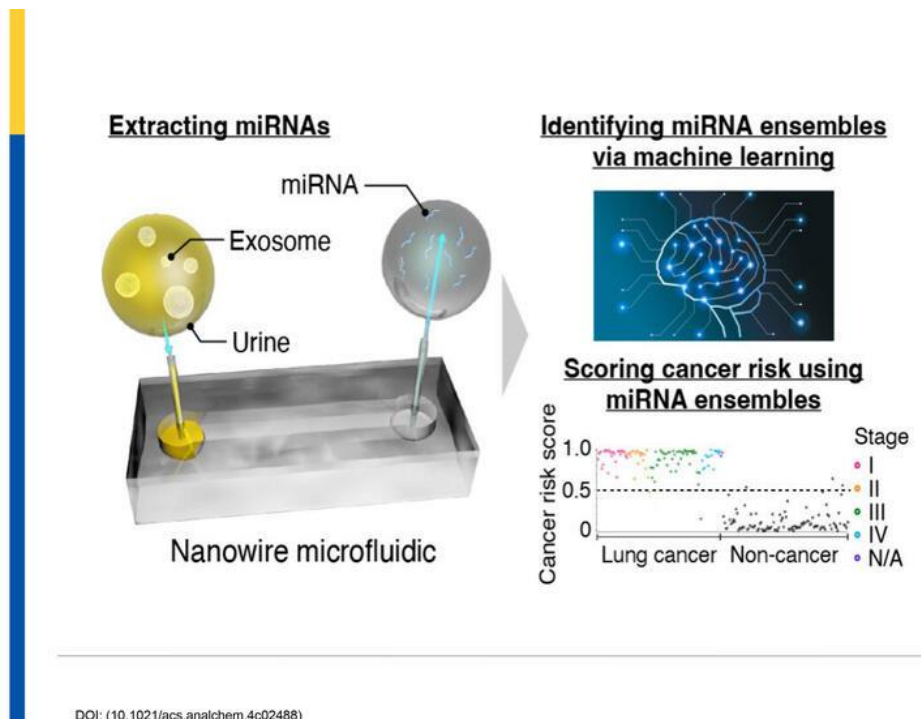 Extracting miRNAs
miRNA
Exosome
Urine
Nanowire microfluidic
Identifying miRNA ensembles
via machine learning
Scoring cancer risk using
miRNA ensembles
Cancer risk score
1.0
0.5
0
Lung cancer
Non-cancer
Stage
I
II
III
IV
N/A
DOI: (10.1021/acs.analchem.4c02488)